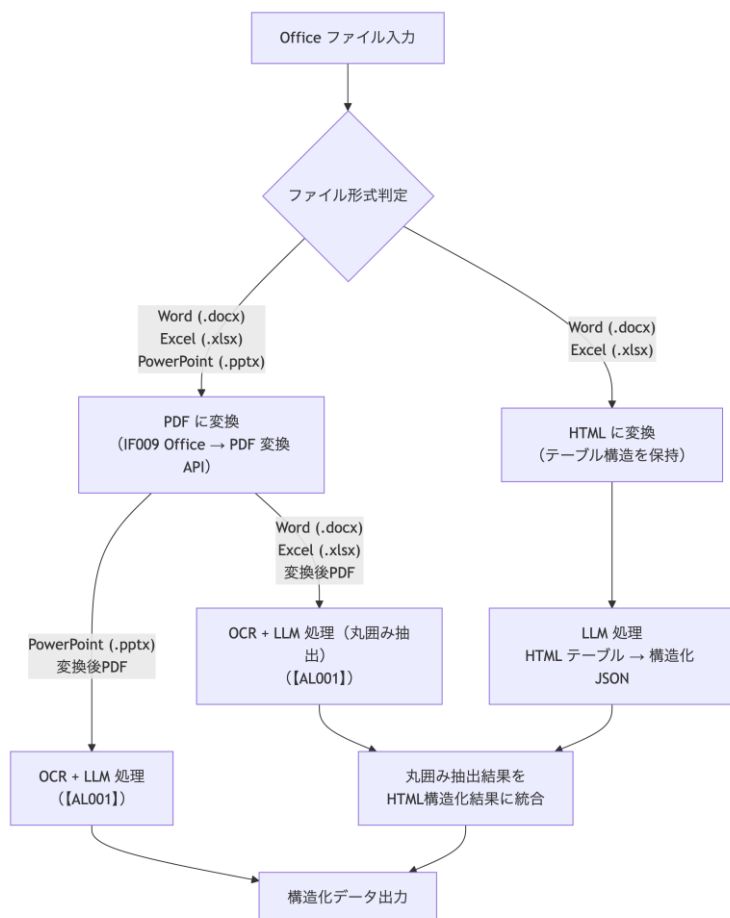 Office ファイル入力
ファイル形式判定
Word (.docx)
Excel (.xlsx)
PowerPoint (.pptx)
Word (.docx)
Excel (.xlsx)
PDF に変換
（IF009 Office → PDF 変換
API）
HTML に変換
（テーブル構造を保持）
Word (.docx)
Excel (.xlsx)
変換後PDF
PowerPoint (.pptx)
変換後PDF
OCR + LLM 処理（丸囲み抽
出）
（【AL001】）
LLM 処理
HTML テーブル → 構造化
JSON
OCR + LLM 処理
（【AL001】）
丸囲み抽出結果を
HTML構造化結果に統合
構造化データ出力